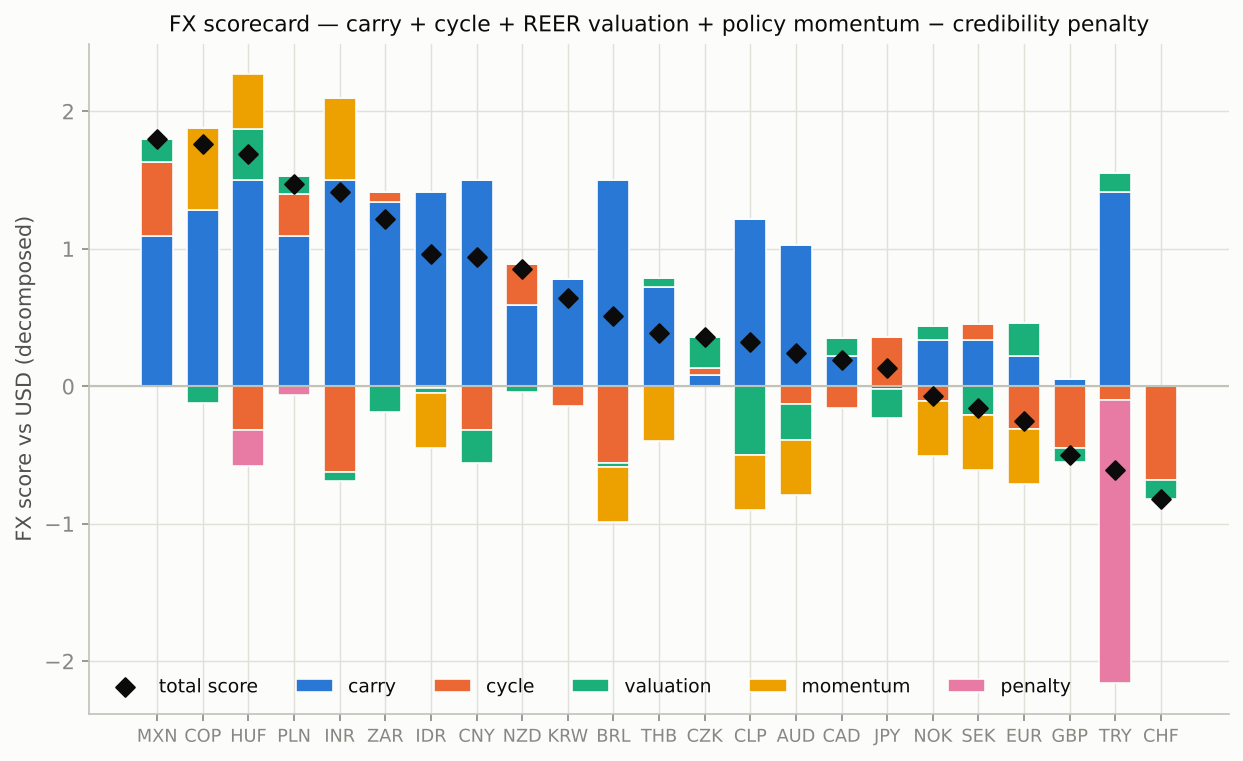 FX scorecard — carry + cycle + REER valuation + policy momentum − credibility penalty
FX score vs USD (decomposed)
2
1
0
−1
−2
total score carry cycle valuation momentum penalty
MXN COP HUF PLN INR ZAR IDR CNY NZD KRW BRL THB CZK CLP AUD CAD JPY NOK SEK EUR GBP TRY CHF